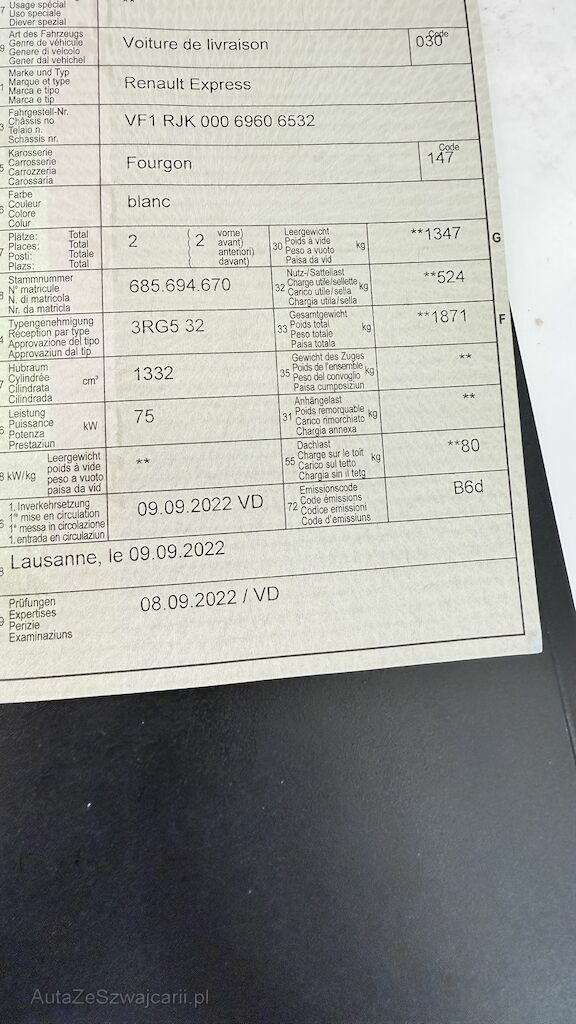 7 Usage spécial **
Uso speciale
Diever spezial
Art des Fahrzeugs
Genre de véhicule
Genere di veicolo
Gener dal vehichel
Voiture de livraison
Code
030
Marke und Typ
Marque et type
Marca e tipo
Marca e tip
Renault Express
Fahrgestell-Nr.
Châssis no
Telaio n.
Schassis nr.
VF1 RJK 000 6960 6532
Karosserie
Carrosserie
Carrozzeria
Carossaria
Fourgon
Code
147
Farbe
Couleur
Colore
Colur
blanc
Plätze: Total
Places: Total
Posti: Totale
Plazs: Total
2 ( 2 vorne)
avant)
anteriori)
davant)
30 Leergewicht
Poids à vide
Peso a vuoto
Paisa da vid
kg
**1347
G
Stammnummer
N° matricule
N. di matricola
Nr. da matricla
685.694.670
32 Nutz-/Sattellast
Charge utile/sellette
Carico utile/sella
Chargia utila/sella
kg
**524
Typengenehmigung
Réception par type
Approvazione del tipo
Approvaziun dal tip
3RG5 32
33 Gesamtgewicht
Poids total
Peso totale
Paisa totala
kg
**1871
F
Hubraum
Cylindrée
Cilindrata
Cilindrada
cm³
1332
35 Gewicht des Zuges
Poids de l'ensemble
Peso del convoglio
Paisa cumposiziun
kg
**
Leistung
Puissance
Potenza
Prestaziun
kW
75
31 Anhängelast
Poids remorquable
Carico rimorchiato
Chargia annexa
kg
**
8 kW/kg Leergewicht
poids à vide
peso a vuoto
paisa da vid
**
55 Dachlast
Charge sur le toit
Carico sul tetto
Chargia sin il tetg
kg
**80
1. Inverkehrsetzung
1re mise en circulation
1a messa in circolazione
1. entrada en circulaziun
09.09.2022 VD
72 Emissionscode
Code émissions
Codice emissioni
Code d'emissiuns
B6d
Lausanne, le 09.09.2022
Prüfungen
Expertises
Perizie
Examinaziuns
08.09.2022 / VD
AutaZeSzwajcarii.pl